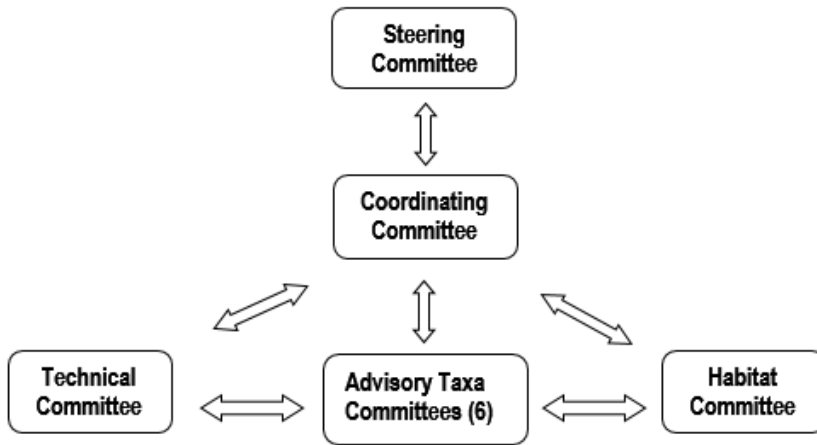 Steering
Committee
Coordinating
Committee
Technical
Committee
Advisory Taxa
Committees (6)
Habitat
Committee